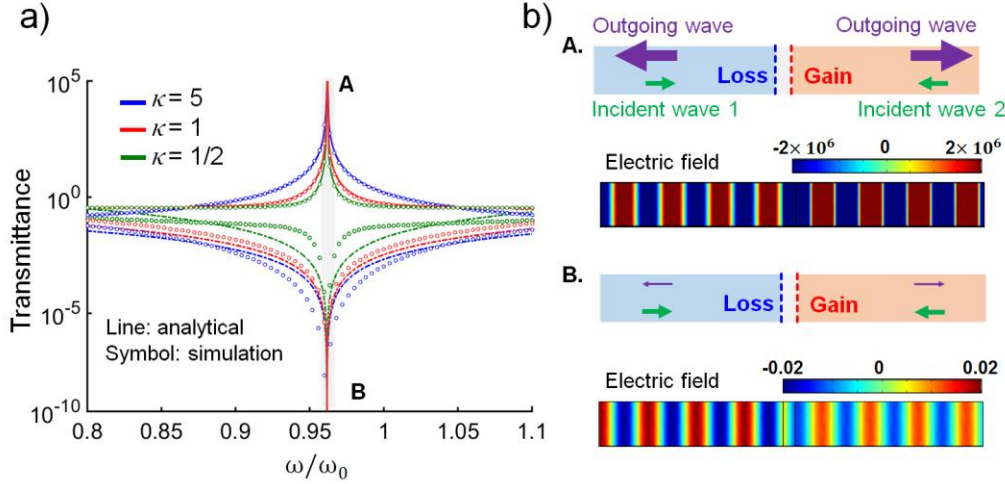 a)
Transmittance
10^5
10^0
10^-5
10^-10
κ = 5
κ = 1
κ = 1/2
A
Line: analytical
Symbol: simulation
B
0.8
0.85
0.9
0.95
1
1.05
1.1
ω/ω₀
b)
A.
Outgoing wave
Outgoing wave
Loss
Gain
Incident wave 1
Incident wave 2
Electric field
-2× 10^6
0
2× 10^6
B.
Loss
Gain
Electric field
-0.02
0
0.02